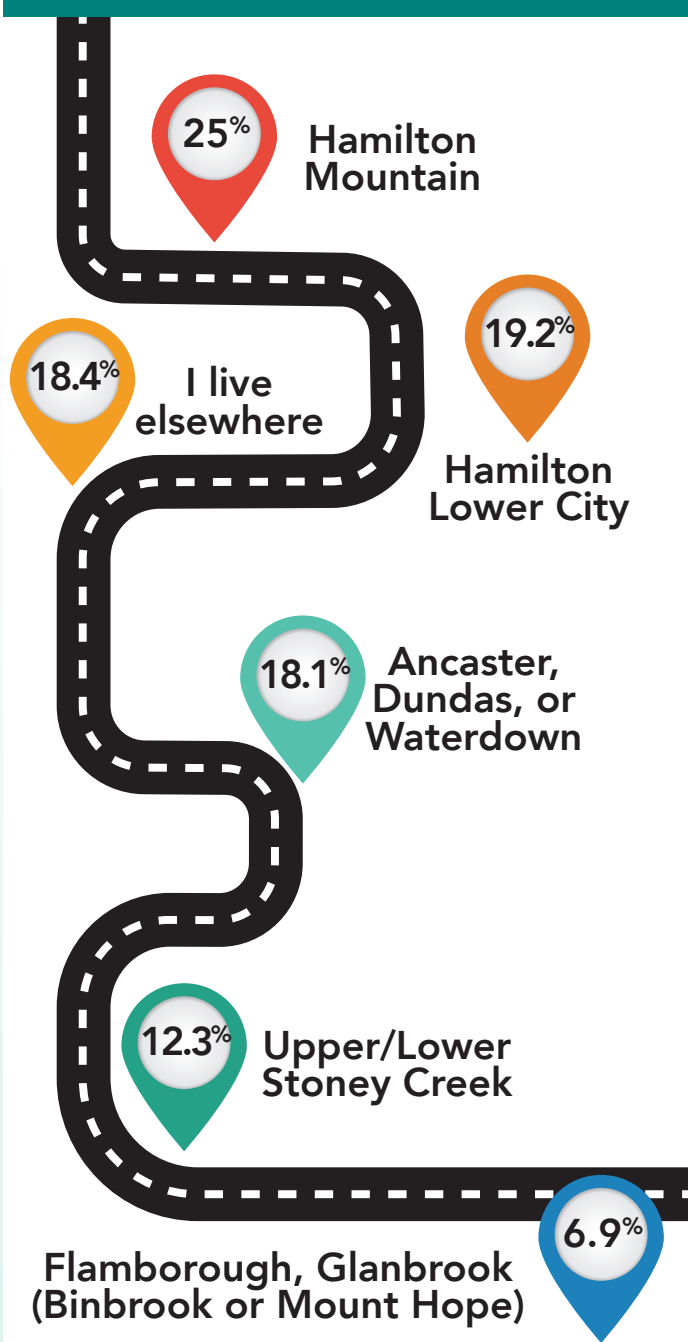 25%
Hamilton
Mountain
19.2%
Hamilton
Lower City
18.4%
I live
elsewhere
18.1%
Ancaster,
Dundas, or
Waterdown
12.3%
Upper/Lower
Stoney Creek
6.9%
Flamborough, Glanbrook
(Binbrook or Mount Hope)